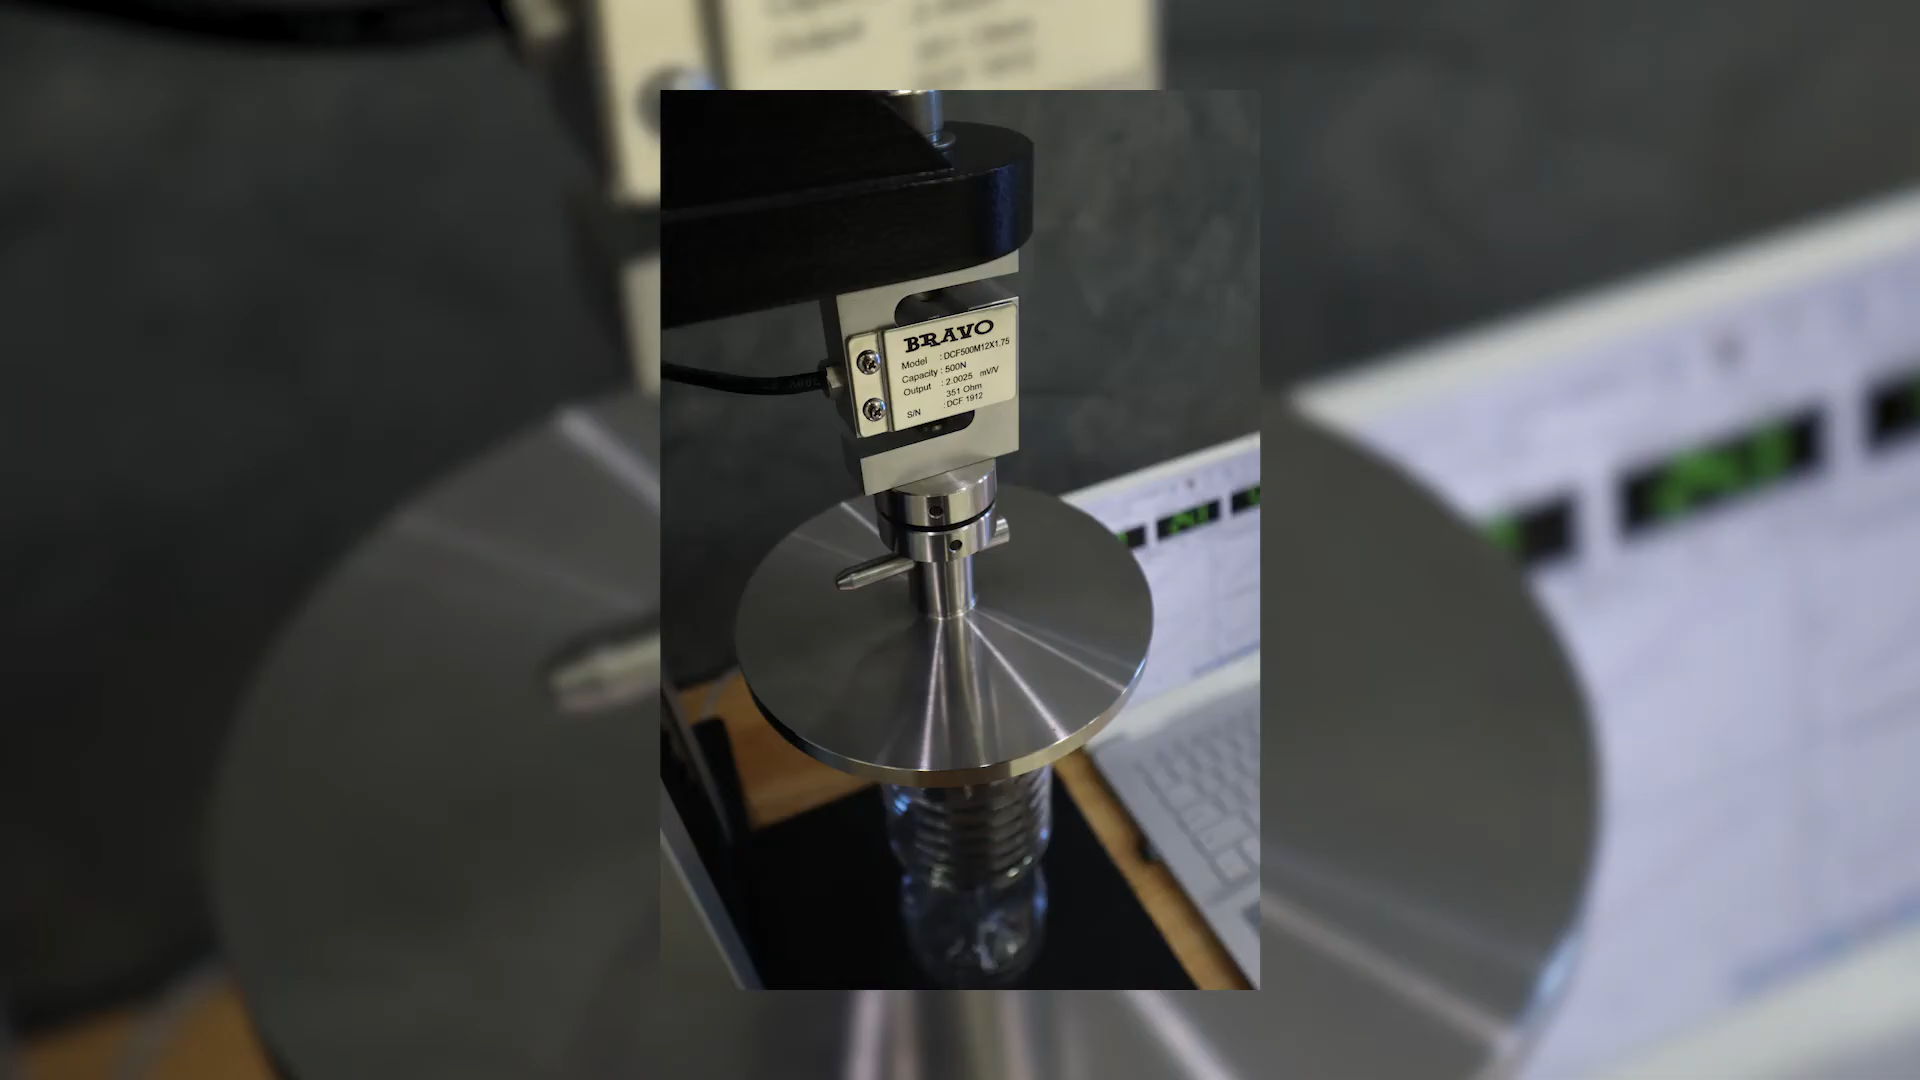 BRAVO
Model : DCF500M12X1.75
Capacity : 500N
Output : 2.0025 mV/V
351 Ohm
S/N : DCF 1912